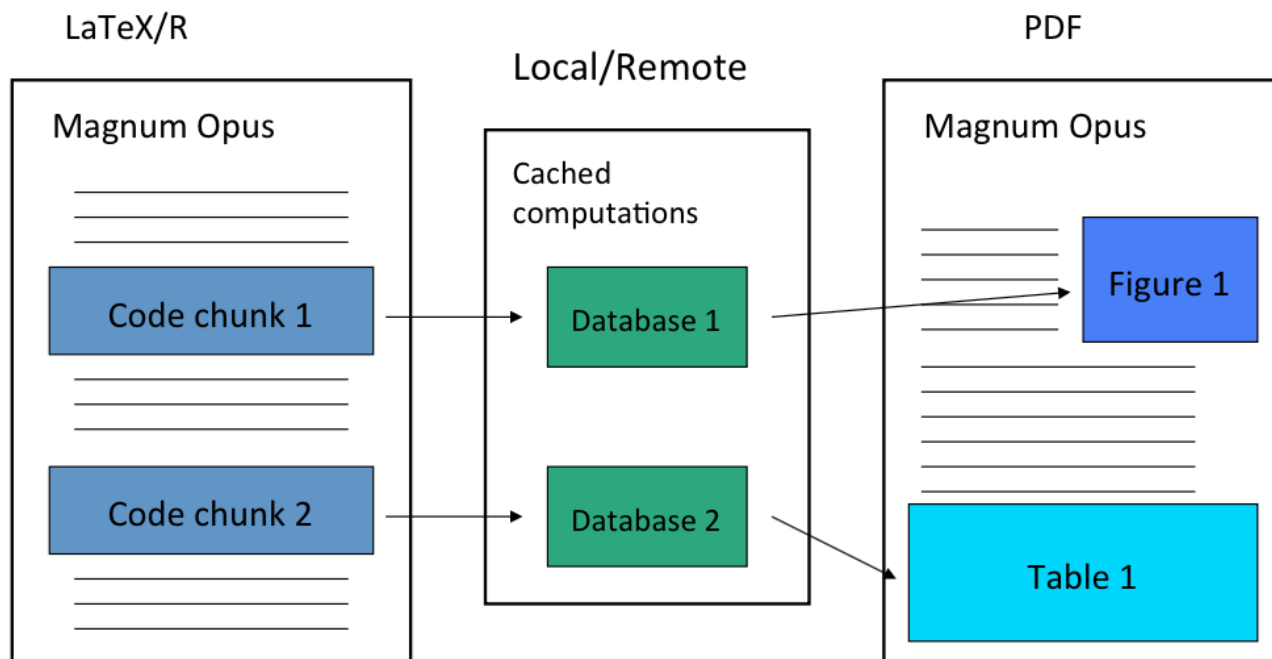 LaTeX/R
Magnum Opus
Code chunk 1
Code chunk 2
Local/Remote
Cached
computations
Database 1
Database 2
PDF
Magnum Opus
Figure 1
Table 1